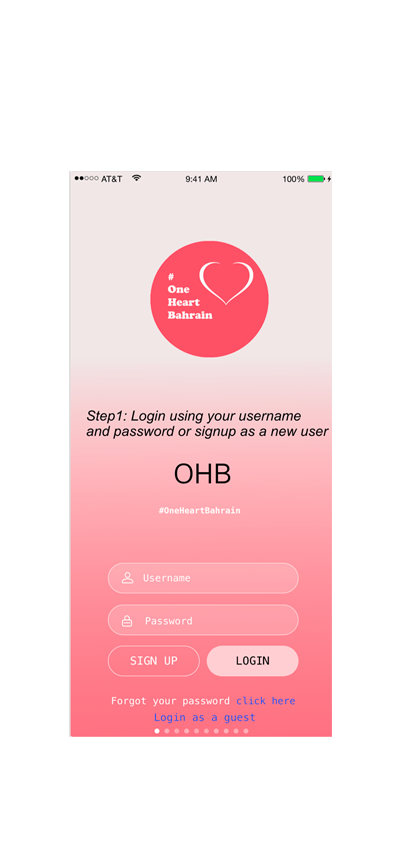 AT&T 9:41 AM 100%
#
One
Heart
Bahrain
Step1: Login using your username
and password or signup as a new user
OHB
#OneHeartBahrain
Username
Password
SIGN UP LOGIN
Forgot your password click here
Login as a guest